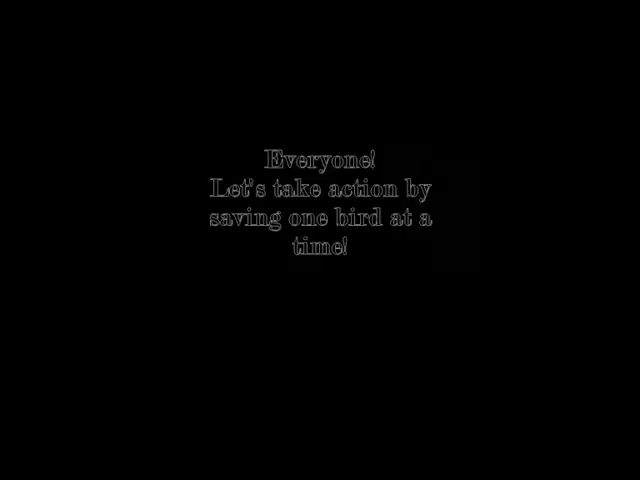 Everyone!
Let's take action by
saving one bird at a
time!